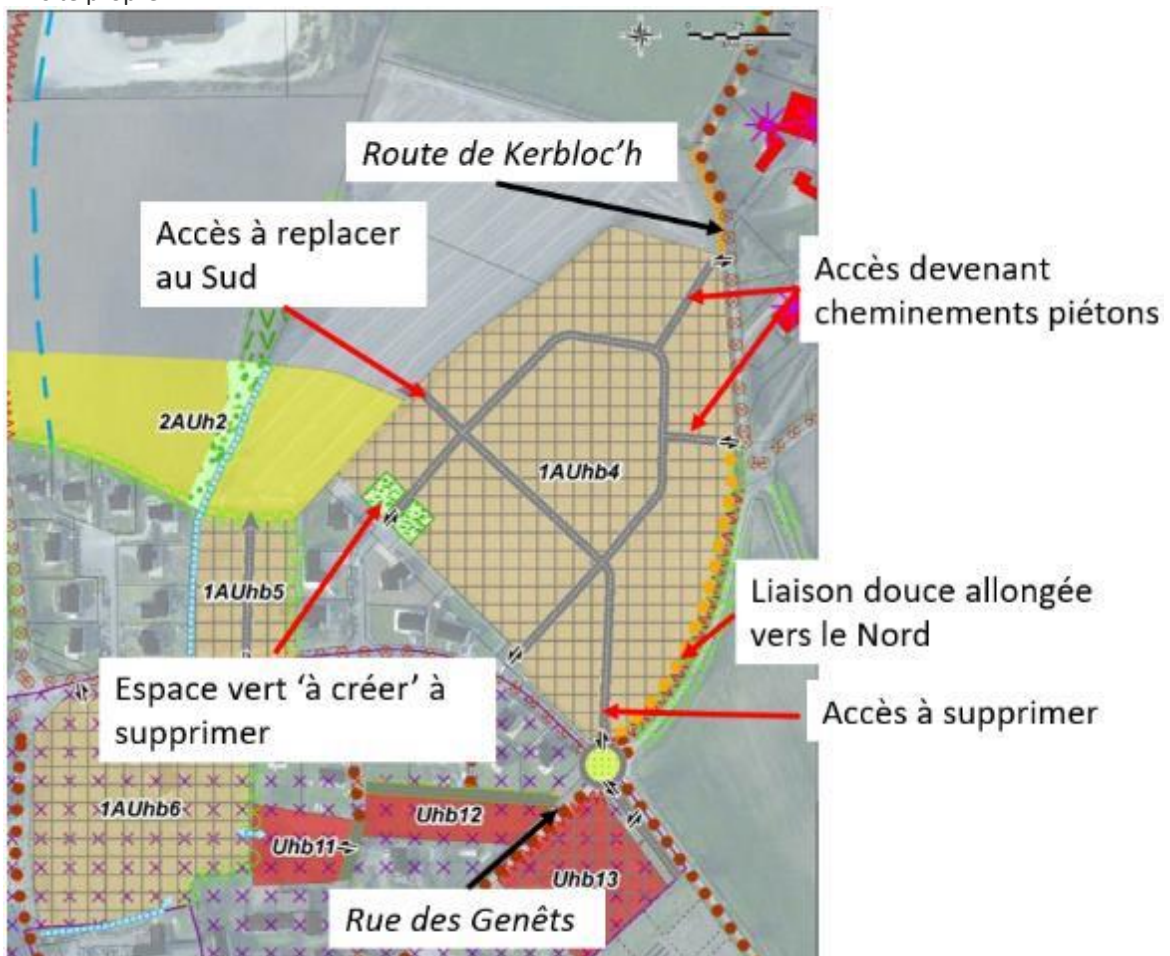 Route de Kerbloc'h
Accès à replacer
au Sud
Accès devenant
cheminements piétons
2AUh2
1AUhb4
1AUhb5
Liaison douce allongée
vers le Nord
Espace vert ‘à créer’ à
supprimer
Accès à supprimer
1AUhb6
Uhb12
Uhb11
Uhb13
Rue des Genêts